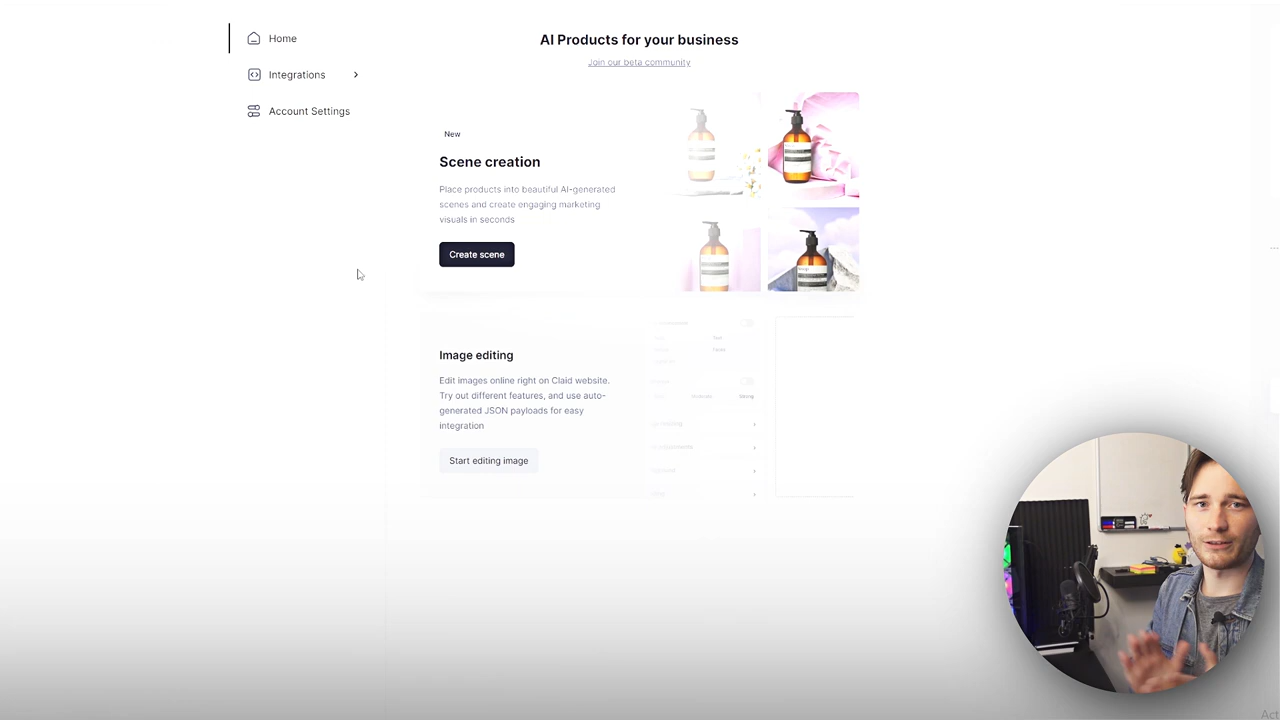 Home
Integrations
Account Settings
AI Products for your business
Join our beta community
New
Scene creation
Place products into beautiful AI-generated
scenes and create engaging marketing
visuals in seconds
Create scene
Image editing
Edit images online right on Claid website.
Try out different features, and use auto-
generated JSON payloads for easy
integration
Start editing image